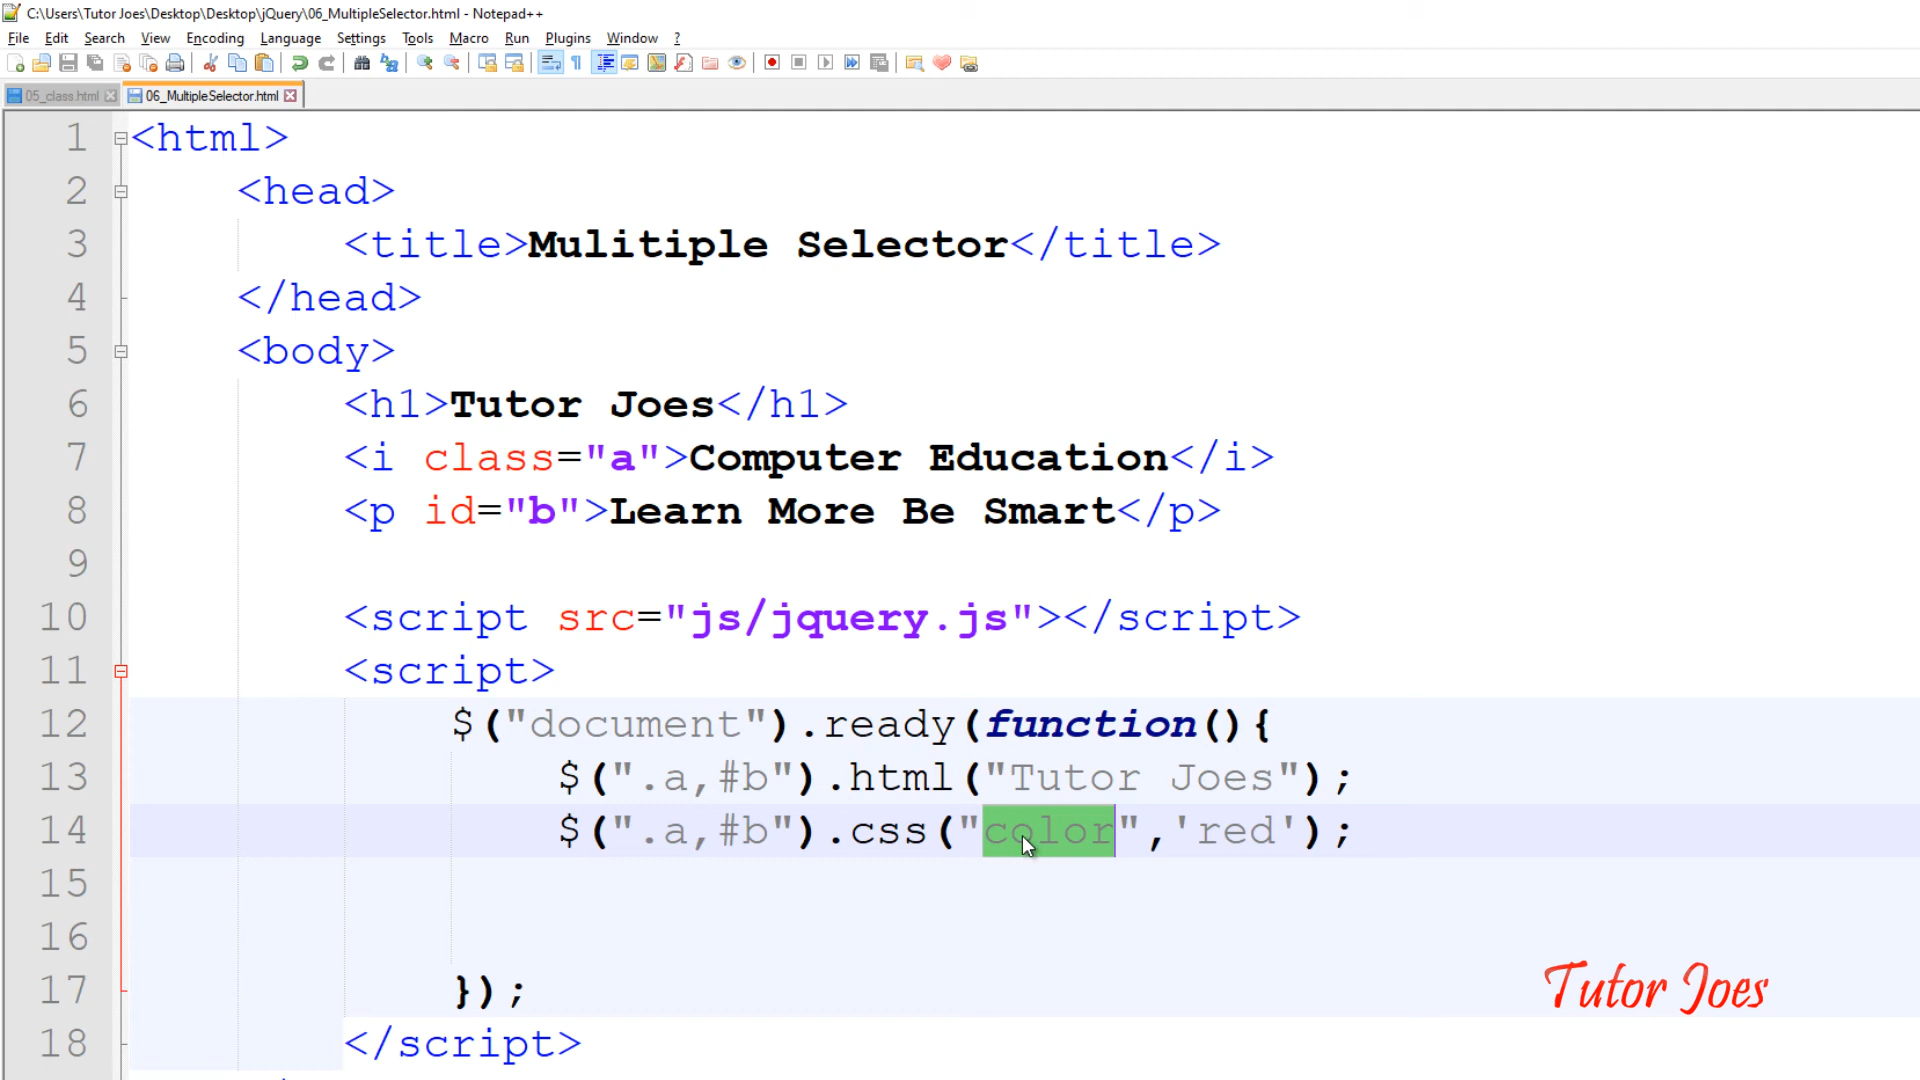 C:\Users\Tutor Joes\Desktop\Desktop\jQuery\06_MultipleSelector.html - Notepad++
File Edit Search View Encoding Language Settings Tools Macro Run Plugins Window ?
05_class.html 06_MultipleSelector.html
1 <html>
2 <head>
3 <title>Mulitiple Selector</title>
4 </head>
5 <body>
6 <h1>Tutor Joes</h1>
7 <i class="a">Computer Education</i>
8 <p id="b">Learn More Be Smart</p>
9
10 <script src="js/jquery.js"></script>
11 <script>
12 $("document").ready(function(){
13 $(".a,#b").html("Tutor Joes");
14 $(".a,#b").css("color",'red');
15
16
17 });
18 </script>
Tutor Joes